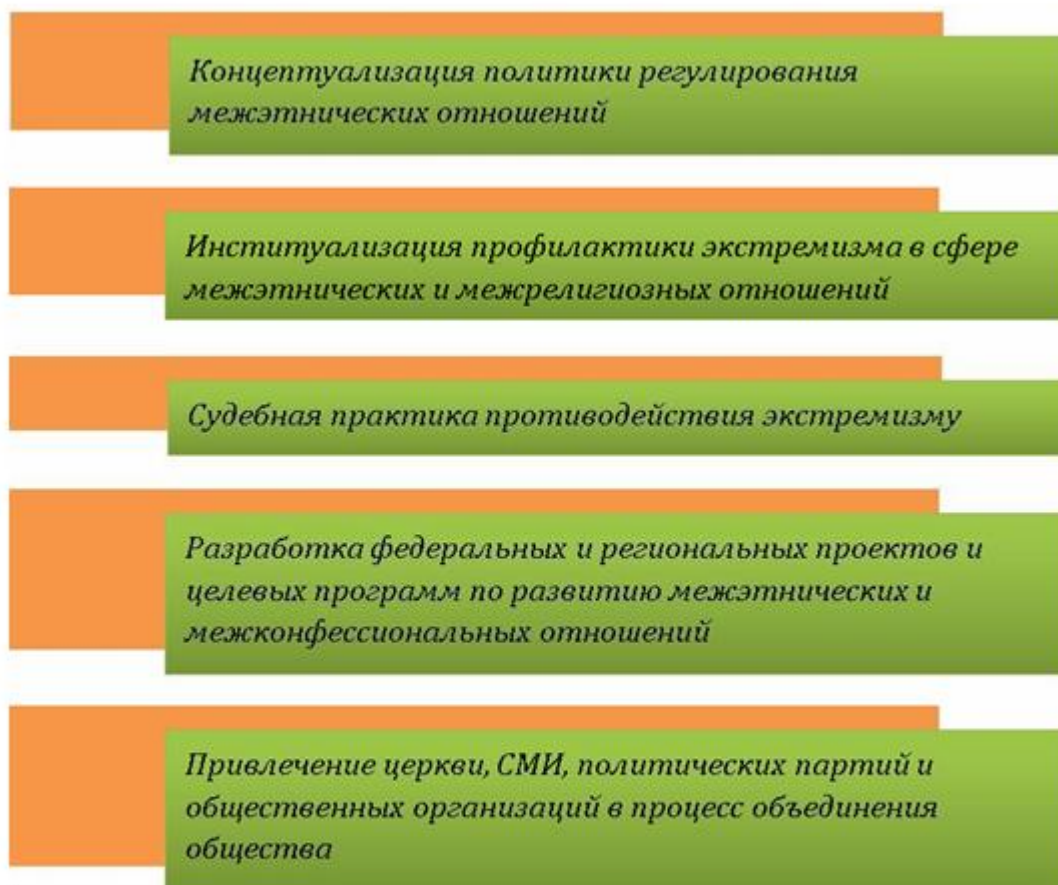 Концептуализация политики регулирования
межэтнических отношений
Институализация профилактики экстремизма в сфере
межэтнических и межрелигиозных отношений
Судебная практика противодействия экстремизму
Разработка федеральных и региональных проектов и
целевых программ по развитию межэтнических и
межконфессиональных отношений
Привлечение церкви, СМИ, политических партий и
общественных организаций в процесс объединения
общества